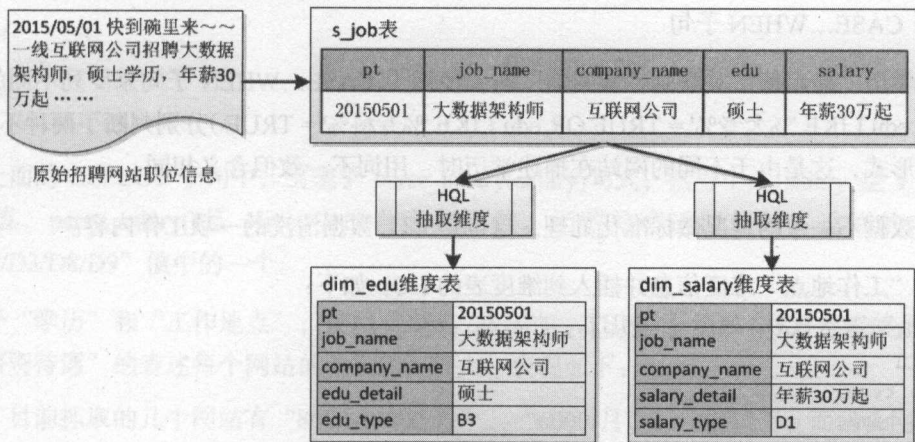 2015/05/01 快到碗里来~~
一线互联网公司招聘大数据
架构师，硕士学历，年薪30
万起 … …
原始招聘网站职位信息
s_job表
pt job_name company_name edu salary
20150501 大数据架构师 互联网公司 硕士 年薪30万起
HQL
抽取维度
HQL
抽取维度
dim_edu维度表
pt 20150501
job_name 大数据架构师
company_name 互联网公司
edu_detail 硕士
edu_type B3
dim_salary维度表
pt 20150501
job_name 大数据架构师
company_name 互联网公司
salary_detail 年薪30万起
salary_type D1